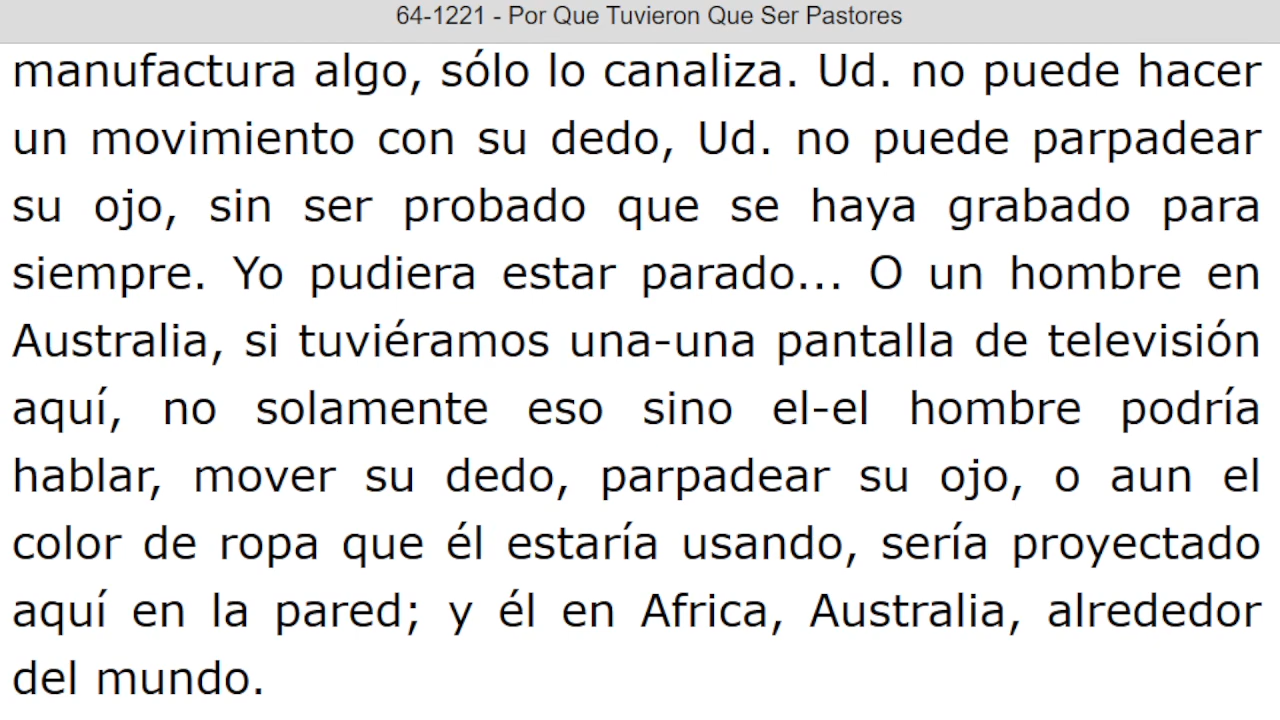 64-1221 - Por Que Tuvieron Que Ser Pastores
manufactura algo, sólo lo canaliza. Ud. no puede hacer
un movimiento con su dedo, Ud. no puede parpadear
su ojo, sin ser probado que se haya grabado para
siempre. Yo pudiera estar parado... O un hombre en
Australia, si tuviéramos una-una pantalla de televisión
aquí, no solamente eso sino el-el hombre podría
hablar, mover su dedo, parpadear su ojo, o aun el
color de ropa que él estaría usando, sería proyectado
aquí en la pared; y él en Africa, Australia, alrededor
del mundo.